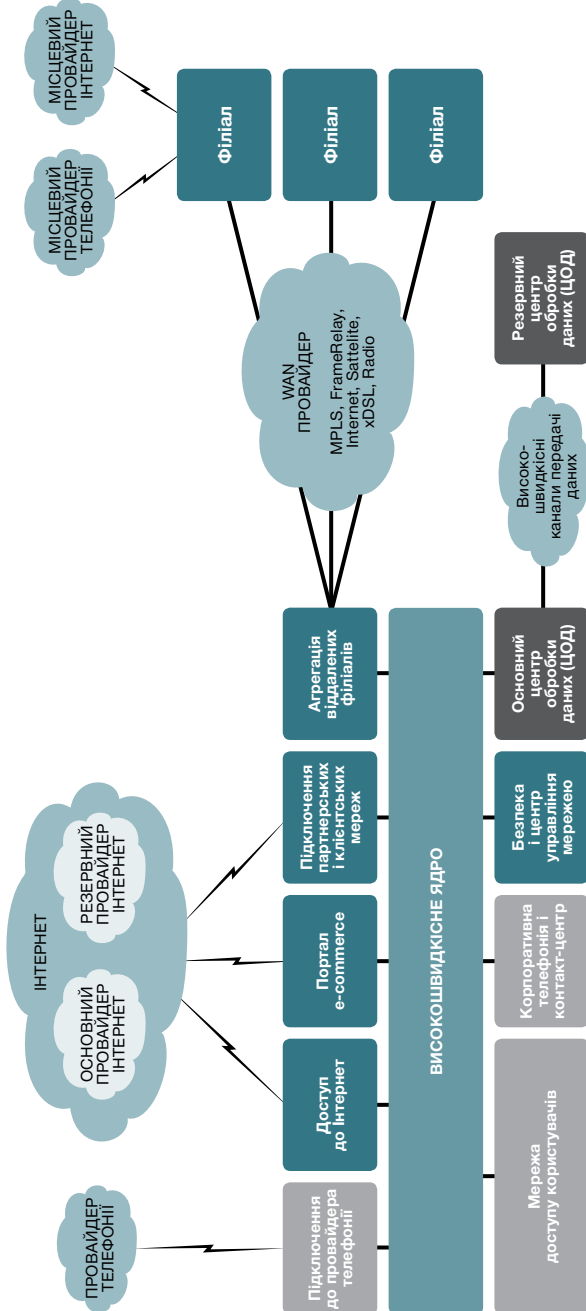 ПРОВАЙДЕР
ТЕЛЕФОНІЇ
ІНТЕРНЕТ
ОСНОВНИЙ
ПРОВАЙДЕР
ІНТЕРНЕТ
РЕЗЕРВНИЙ
ПРОВАЙДЕР
ІНТЕРНЕТ
МІСЦЕВИЙ
ПРОВАЙДЕР
ТЕЛЕФОНІЇ
МІСЦЕВИЙ
ПРОВАЙДЕР
ІНТЕРНЕТ
Підключення
до провайдера
телефонії
Доступ
до Інтернет
Портал
e-commerce
Підключення
партнерських
і клієнтських
мереж
Агрегація
віддалених
філіалів
WAN
ПРОВАЙДЕР
MPLS, FrameRelay,
Internet, Sattelite,
xDSL, Radio
Філіал
Філіал
Філіал
ВИСОКОШВИДКІСНЕ ЯДРО
Мережа
доступу користувачів
Корпоративна
телефонія і
контакт-центр
Безпека
і центр
управління
мережею
Основний
центр
обробки
даних (ЦОД)
Високо-
швидкісні
канали передачі
даних
Резервний
центр
обробки
даних (ЦОД)